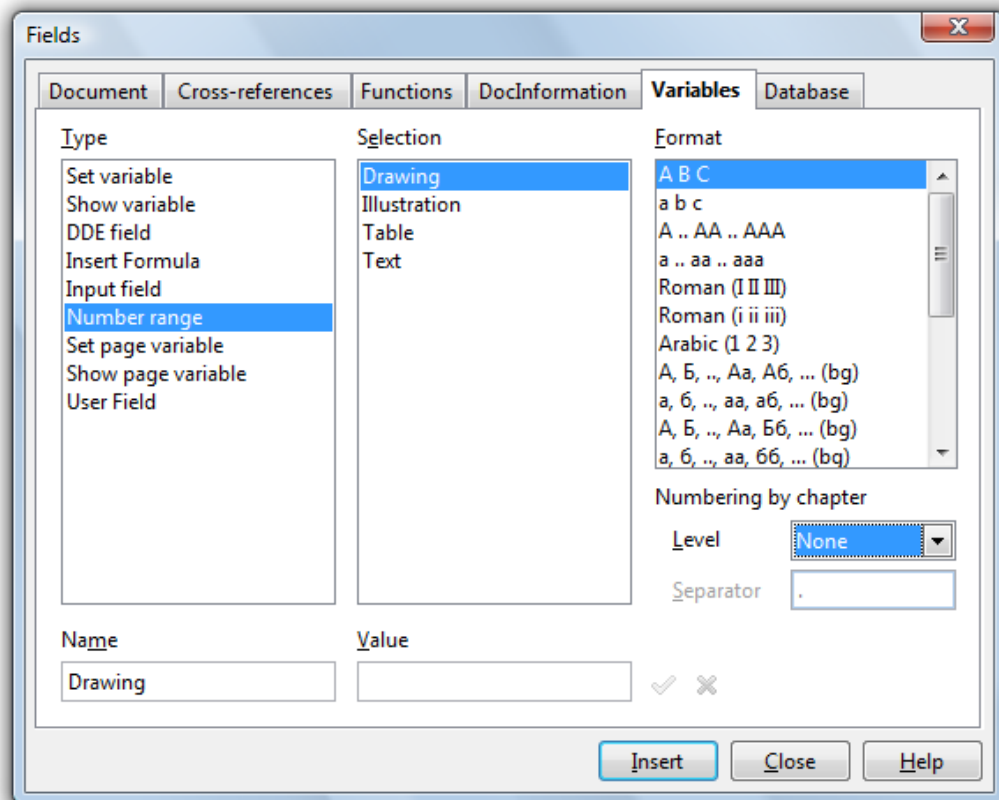 Fields
Document Cross-references Functions DocInformation Variables Database
Type
Set variable
Show variable
DDE field
Insert Formula
Input field
Number range
Set page variable
Show page variable
User Field
Selection
Drawing
Illustration
Table
Text
Format
A B C
a b c
A .. AA .. AAA
a .. aa .. aaa
Roman (I II III)
Roman (i ii iii)
Arabic (1 2 3)
А, Б, .., Аа, Аб, ... (bg)
а, б, .., аа, аб, ... (bg)
А, Б, .., Аа, Бб, ... (bg)
а, б, .., аа, бб, ... (bg)
Numbering by chapter
Level None
Separator .
Name
Drawing
Value
Insert Close Help